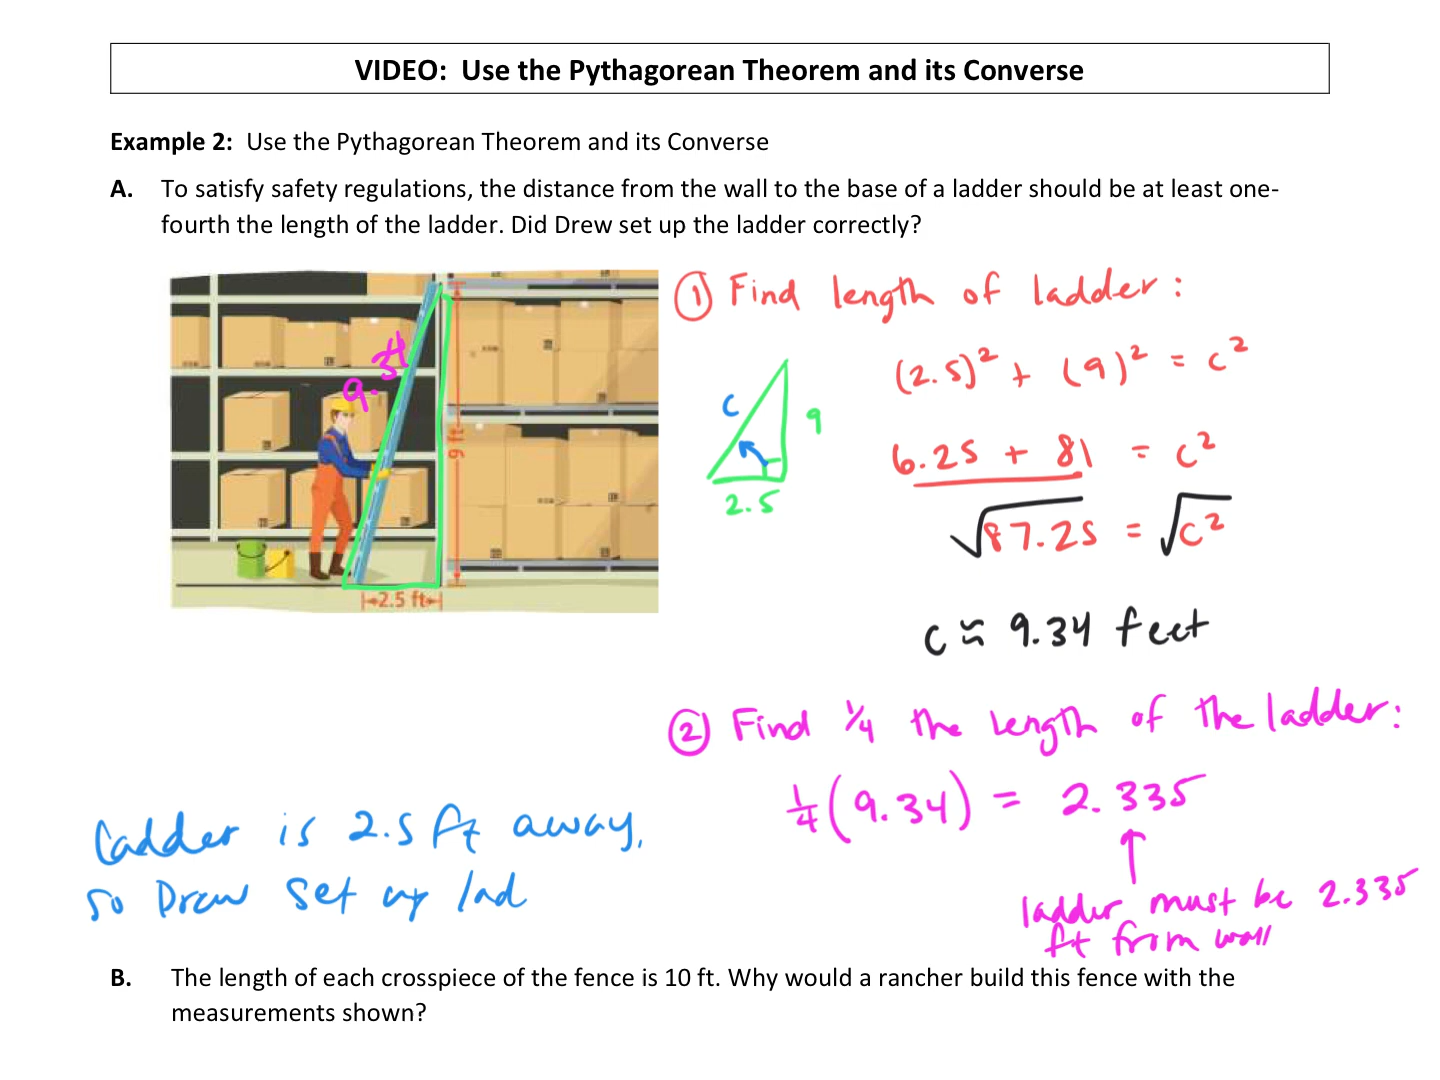 VIDEO: Use the Pythagorean Theorem and its Converse
Example 2: Use the Pythagorean Theorem and its Converse
A. To satisfy safety regulations, the distance from the wall to the base of a ladder should be at least one-
fourth the length of the ladder. Did Drew set up the ladder correctly?
9.34
9 ft
2.5 ft
① Find length of ladder:
(2.5)² + (9)² = c²
c
9
2.5
6.25 + 81 = c²
√87.25 = √c²
c ≈ 9.34 feet
② Find 1/4 the length of the ladder:
1/4(9.34) = 2.335
ladder must be 2.335
ft from wall
Ladder is 2.5 ft away,
so Drew set up lad
B. The length of each crosspiece of the fence is 10 ft. Why would a rancher build this fence with the
measurements shown?